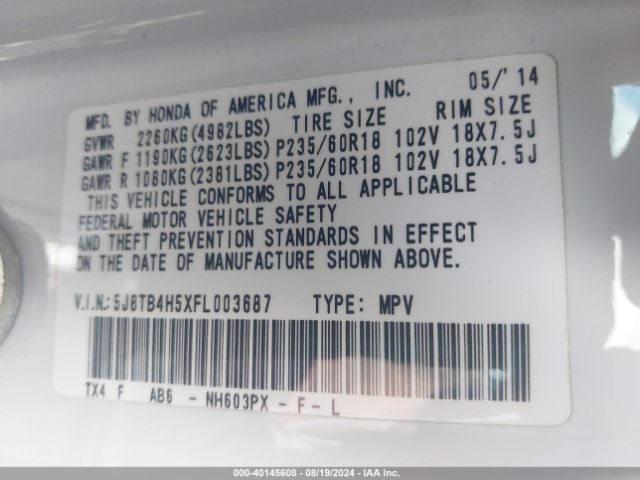 MFD. BY HONDA OF AMERICA MFG., INC. 05/'14
GVWR 2260KG(4982LBS) TIRE SIZE RIM SIZE
GAWR F 1190KG(2623LBS) P235/60R18 102V 18X7.5J
GAWR R 1080KG(2381LBS) P235/60R18 102V 18X7.5J
THIS VEHICLE CONFORMS TO ALL APPLICABLE
FEDERAL MOTOR VEHICLE SAFETY
AND THEFT PREVENTION STANDARDS IN EFFECT
ON THE DATE OF MANUFACTURE SHOWN ABOVE.
V.I.N.: 5J8TB4H5XFL003687 TYPE: MPV
TX4 F AB6 - NH603PX - F - L
000-40145608 - 08/19/2024 - IAA Inc.